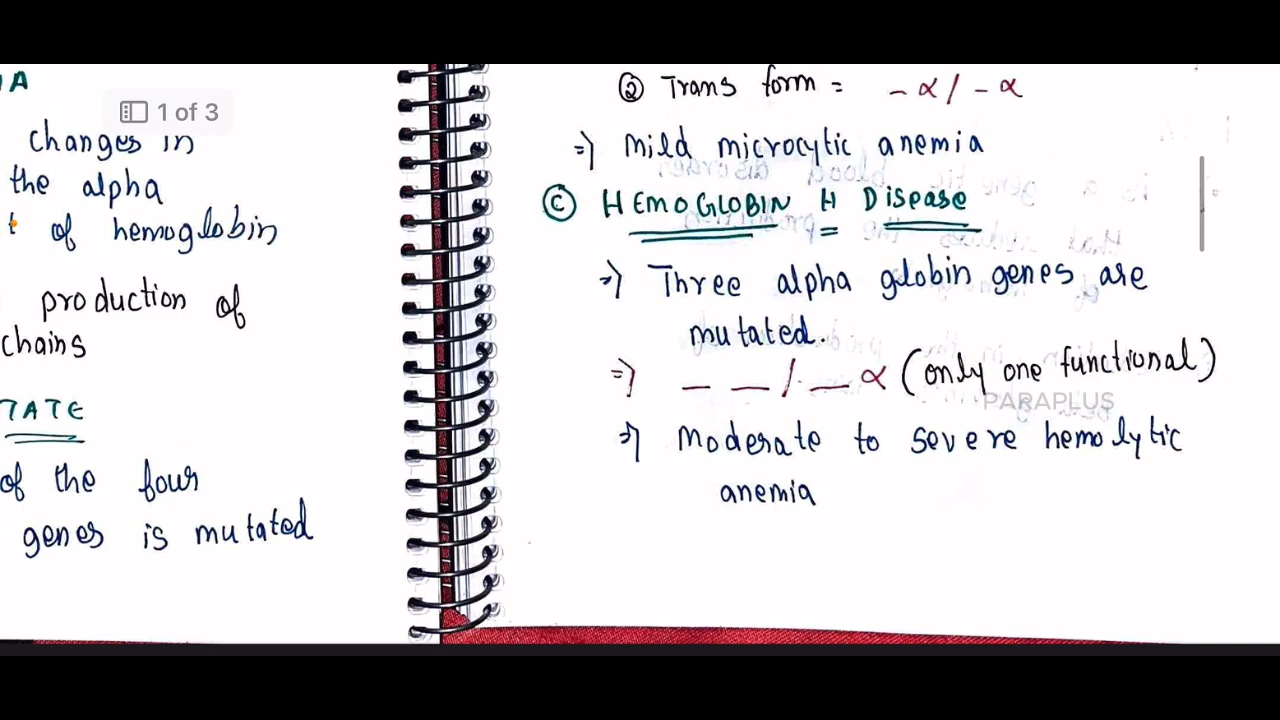 IA
1 of 3
changes in
the alpha
t of hemoglobin
production of
chains
TATE
of the four
genes is mutated
② Trans form = - α / - α
=> Mild microcytic anemia
Ⓒ HEMOGLOBIN H DISEASE
=> Three alpha globin genes are
mutated.
=> _ _ / _ α (only one functional)
PARAPLUS
=> Moderate to severe hemolytic
anemia